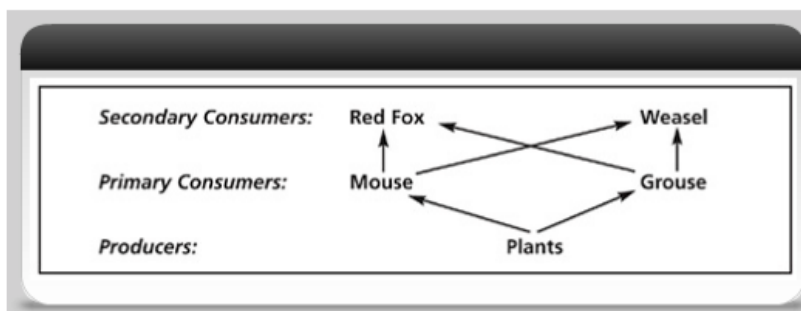 Secondary Consumers: Red Fox Weasel
Primary Consumers: Mouse Grouse
Producers: Plants